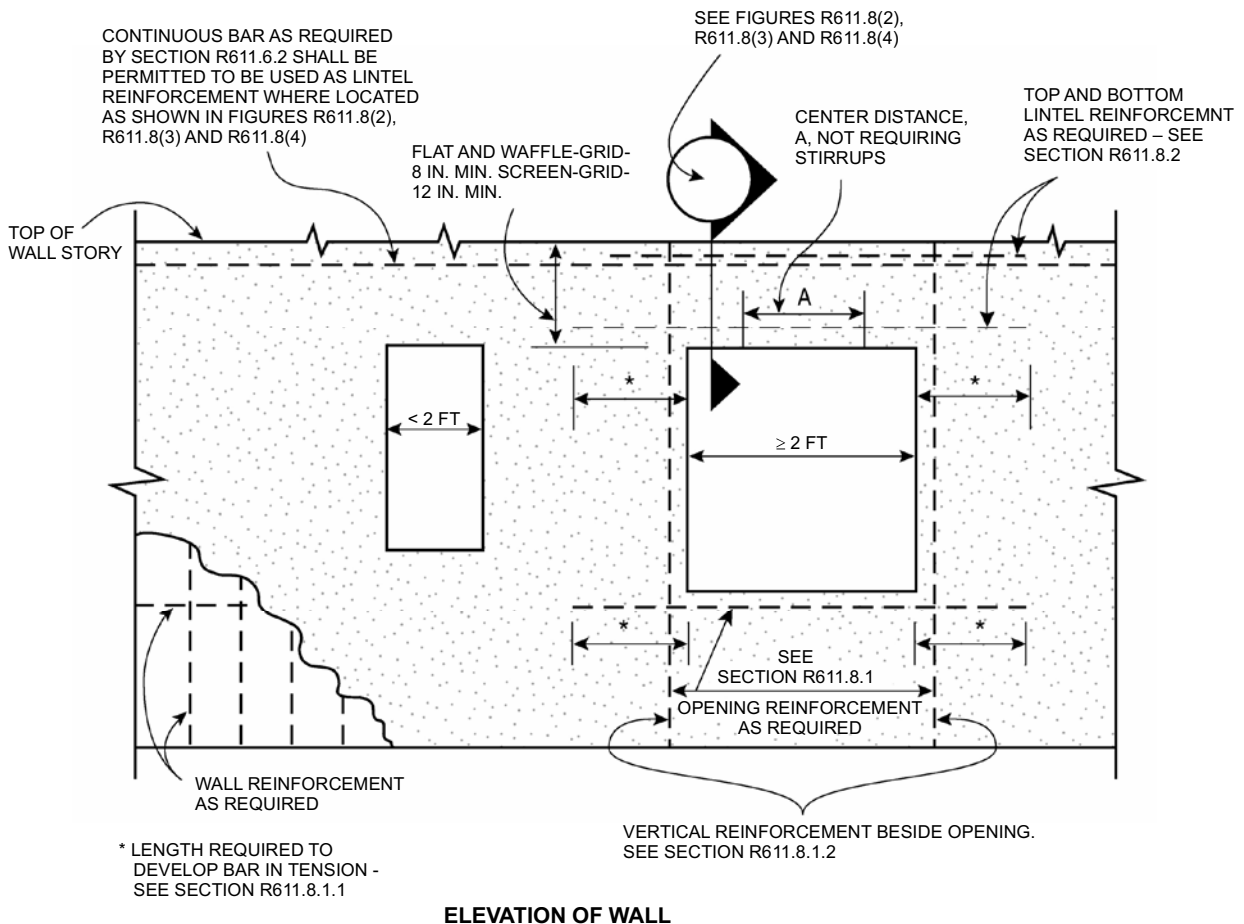 SEE FIGURES R611.8(2),
R611.8(3) AND R611.8(4)
CONTINUOUS BAR AS REQUIRED
BY SECTION R611.6.2 SHALL BE
PERMITTED TO BE USED AS LINTEL
REINFORCEMENT WHERE LOCATED
AS SHOWN IN FIGURES R611.8(2),
R611.8(3) AND R611.8(4)
FLAT AND WAFFLE-GRID-
8 IN. MIN. SCREEN-GRID-
12 IN. MIN.
CENTER DISTANCE,
A, NOT REQUIRING
STIRRUPS
TOP AND BOTTOM
LINTEL REINFORCEMNT
AS REQUIRED – SEE
SECTION R611.8.2
TOP OF
WALL STORY
A
*
*
< 2 FT
≥ 2 FT
*
*
SEE
SECTION R611.8.1
OPENING REINFORCEMENT
AS REQUIRED
WALL REINFORCEMENT
AS REQUIRED
VERTICAL REINFORCEMENT BESIDE OPENING.
SEE SECTION R611.8.1.2
* LENGTH REQUIRED TO
DEVELOP BAR IN TENSION -
SEE SECTION R611.8.1.1
ELEVATION OF WALL